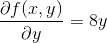 ∂f(x, y)/∂y = 8y